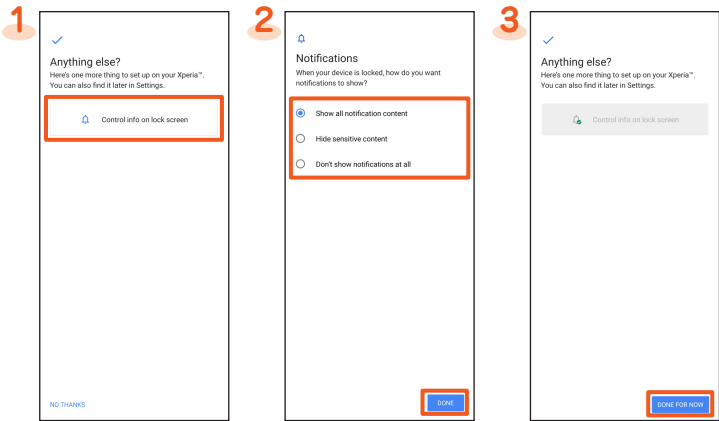 1
Anything else?
Here's one more thing to set up on your Xperia™.
You can also find it later in Settings.
Control info on lock screen
NO THANKS
2
Notifications
When your device is locked, how do you want
notifications to show?
Show all notification content
Hide sensitive content
Don't show notifications at all
DONE
3
Anything else?
Here's one more thing to set up on your Xperia™.
You can also find it later in Settings.
Control info on lock screen
DONE FOR NOW